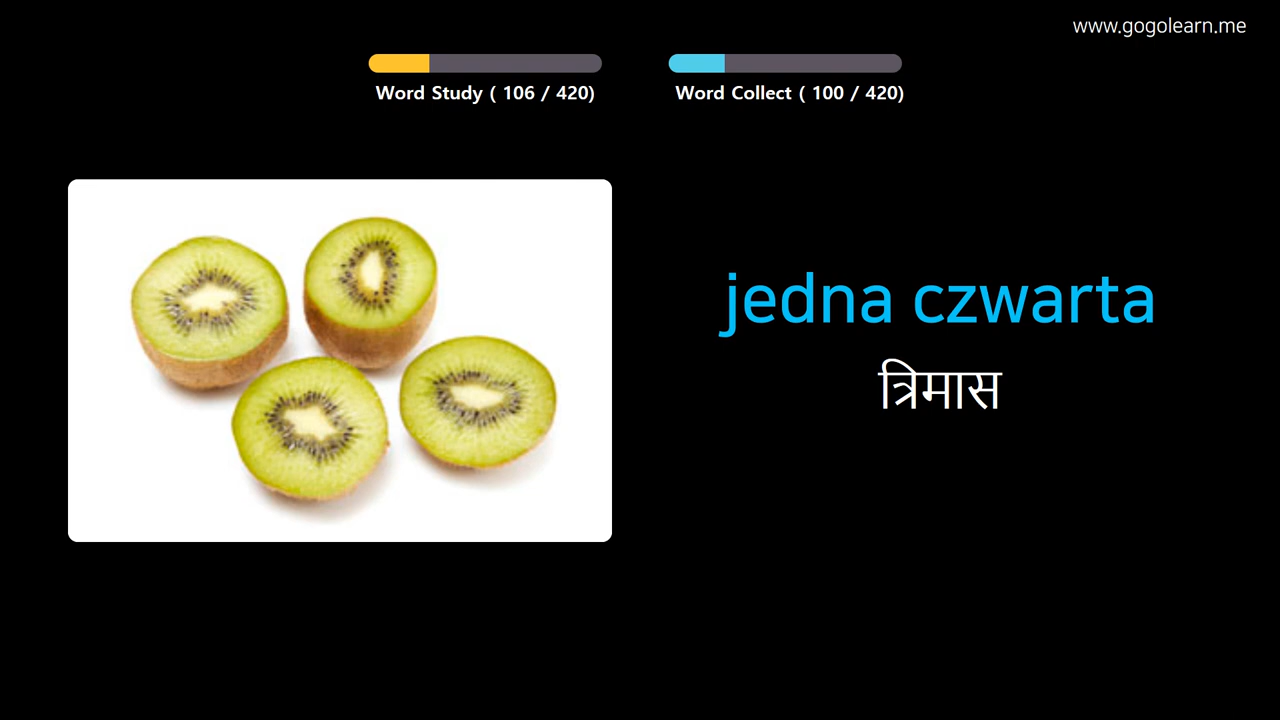 www.gogolearn.me
Word Study ( 106 / 420)
Word Collect ( 100 / 420)
jedna czwarta
त्रिमास